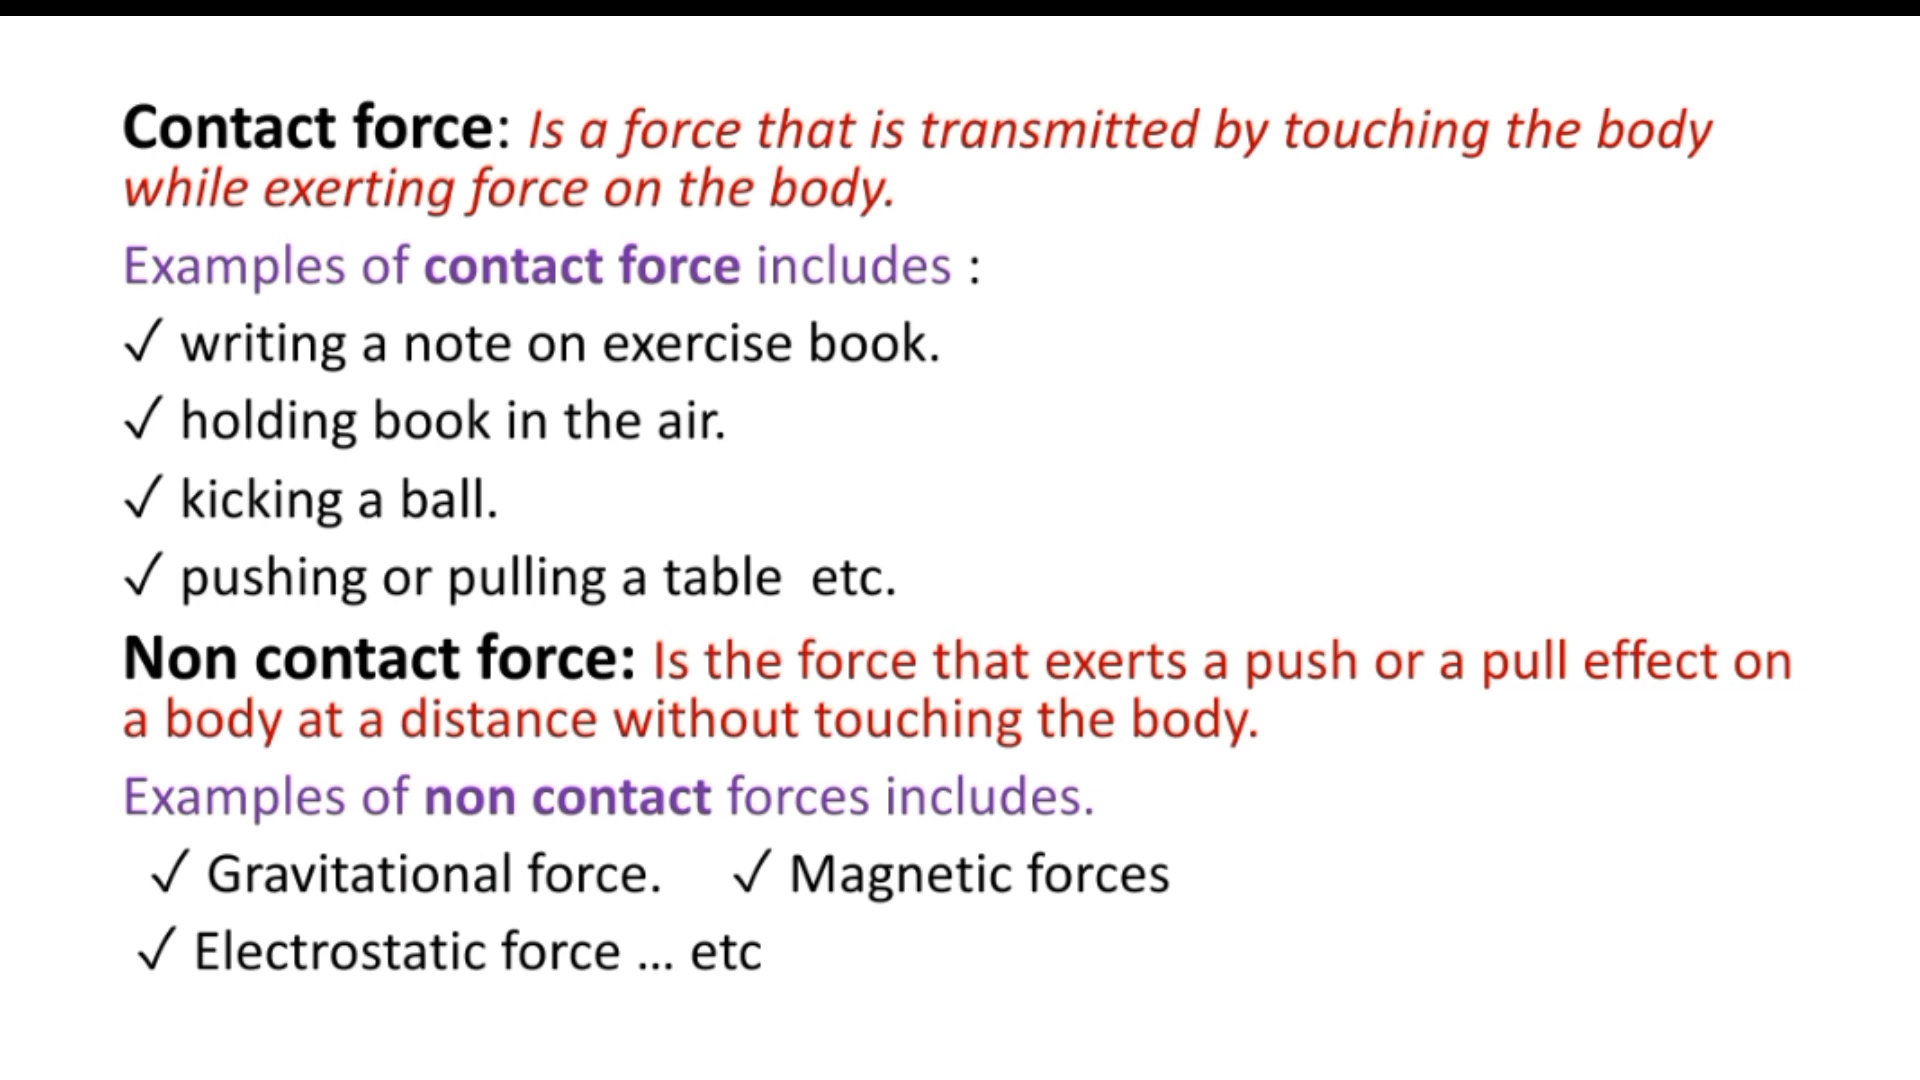 Contact force: Is a force that is transmitted by touching the body
while exerting force on the body.
Examples of contact force includes :
✓ writing a note on exercise book.
✓ holding book in the air.
✓ kicking a ball.
✓ pushing or pulling a table  etc.
Non contact force: Is the force that exerts a push or a pull effect on
a body at a distance without touching the body.
Examples of non contact forces includes.
✓ Gravitational force.   ✓ Magnetic forces
✓ Electrostatic force ... etc